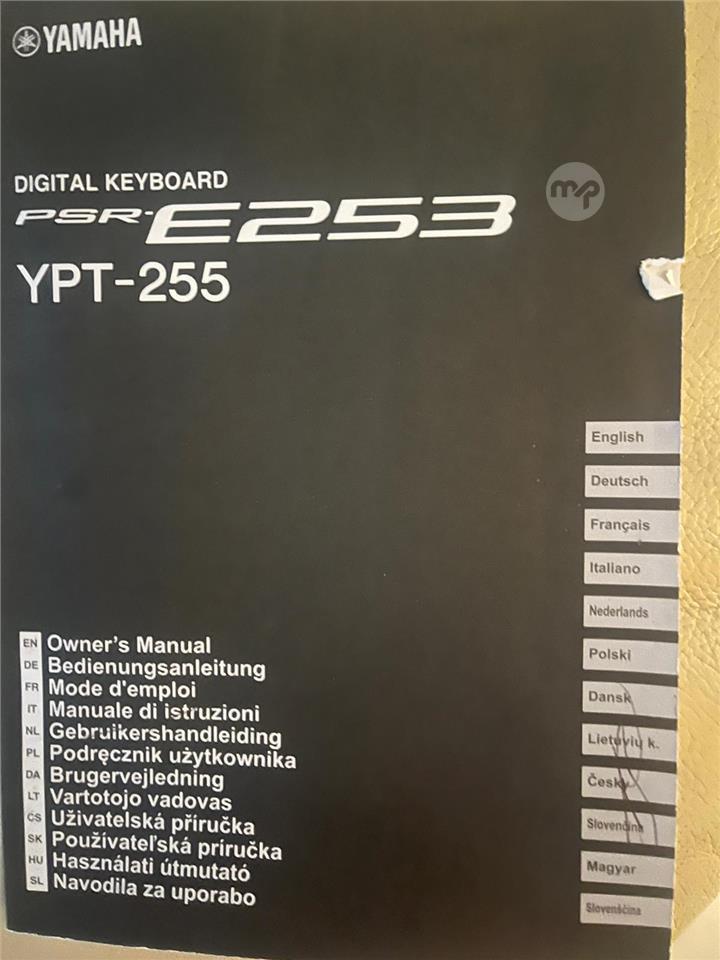 YAMAHA
mp
DIGITAL KEYBOARD
PSR-E253
YPT-255
English
Deutsch
Français
Italiano
Nederlands
Polski
Dansk
Lietuvių k.
Česky
Slovenčina
Magyar
Slovenščina
EN Owner's Manual
DE Bedienungsanleitung
FR Mode d'emploi
IT Manuale di istruzioni
NL Gebruikershandleiding
PL Podręcznik użytkownika
DA Brugervejledning
LT Vartotojo vadovas
CS Uživatelská příručka
SK Používateľská príručka
HU Használati útmutató
SL Navodila za uporabo